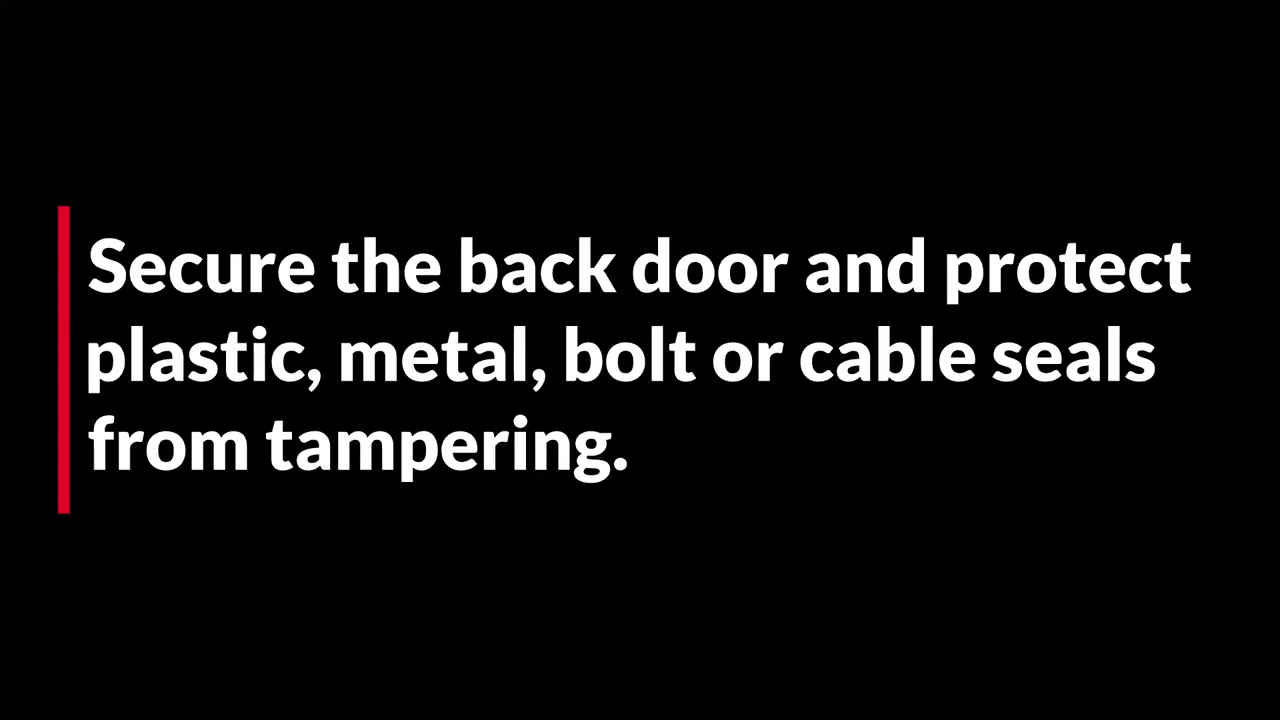 Secure the back door and protect
plastic, metal, bolt or cable seals
from tampering.